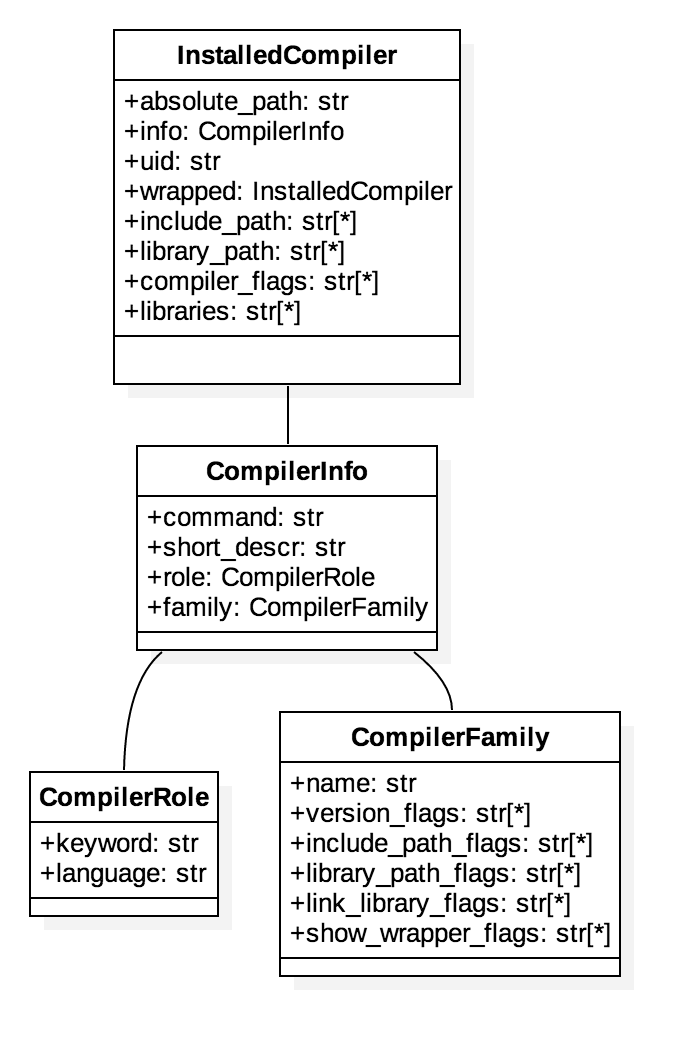 InstalledCompiler
+absolute_path: str
+info: CompilerInfo
+uid: str
+wrapped: InstalledCompiler
+include_path: str[*]
+library_path: str[*]
+compiler_flags: str[*]
+libraries: str[*]
CompilerInfo
+command: str
+short_descr: str
+role: CompilerRole
+family: CompilerFamily
CompilerRole
+keyword: str
+language: str
CompilerFamily
+name: str
+version_flags: str[*]
+include_path_flags: str[*]
+library_path_flags: str[*]
+link_library_flags: str[*]
+show_wrapper_flags: str[*]